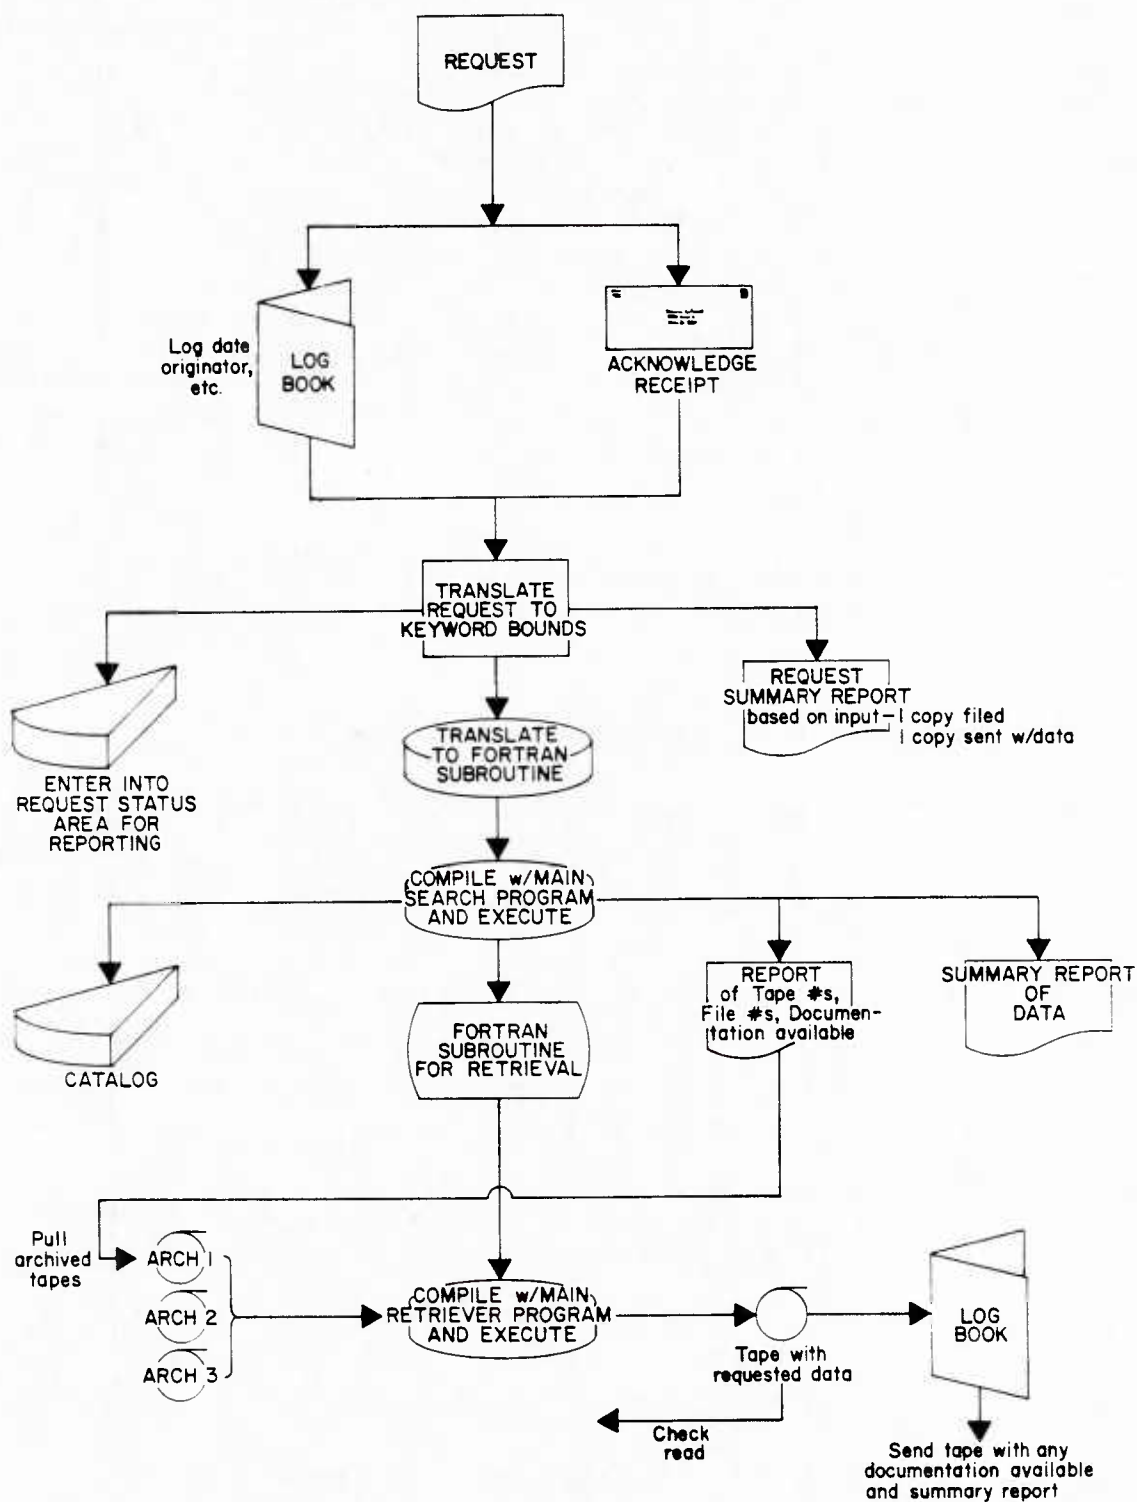 REQUEST
Log date
originator,
etc.
LOG
BOOK
ACKNOWLEDGE
RECEIPT
TRANSLATE
REQUEST TO
KEYWORD BOUNDS
ENTER INTO
REQUEST STATUS
AREA FOR
REPORTING
TRANSLATE
TO FORTRAN
SUBROUTINE
REQUEST
SUMMARY REPORT
based on input–1 copy filed
1 copy sent w/data
COMPILE w/MAIN
SEARCH PROGRAM
AND EXECUTE
CATALOG
FORTRAN
SUBROUTINE
FOR RETRIEVAL
REPORT
of Tape #s,
File #s, Documen-
tation available
SUMMARY REPORT
OF
DATA
Pull
archived
tapes
ARCH 1
ARCH 2
ARCH 3
COMPILE w/MAIN
RETRIEVER PROGRAM
AND EXECUTE
Tape with
requested data
Check
read
LOG
BOOK
Send tape with any
documentation available
and summary report